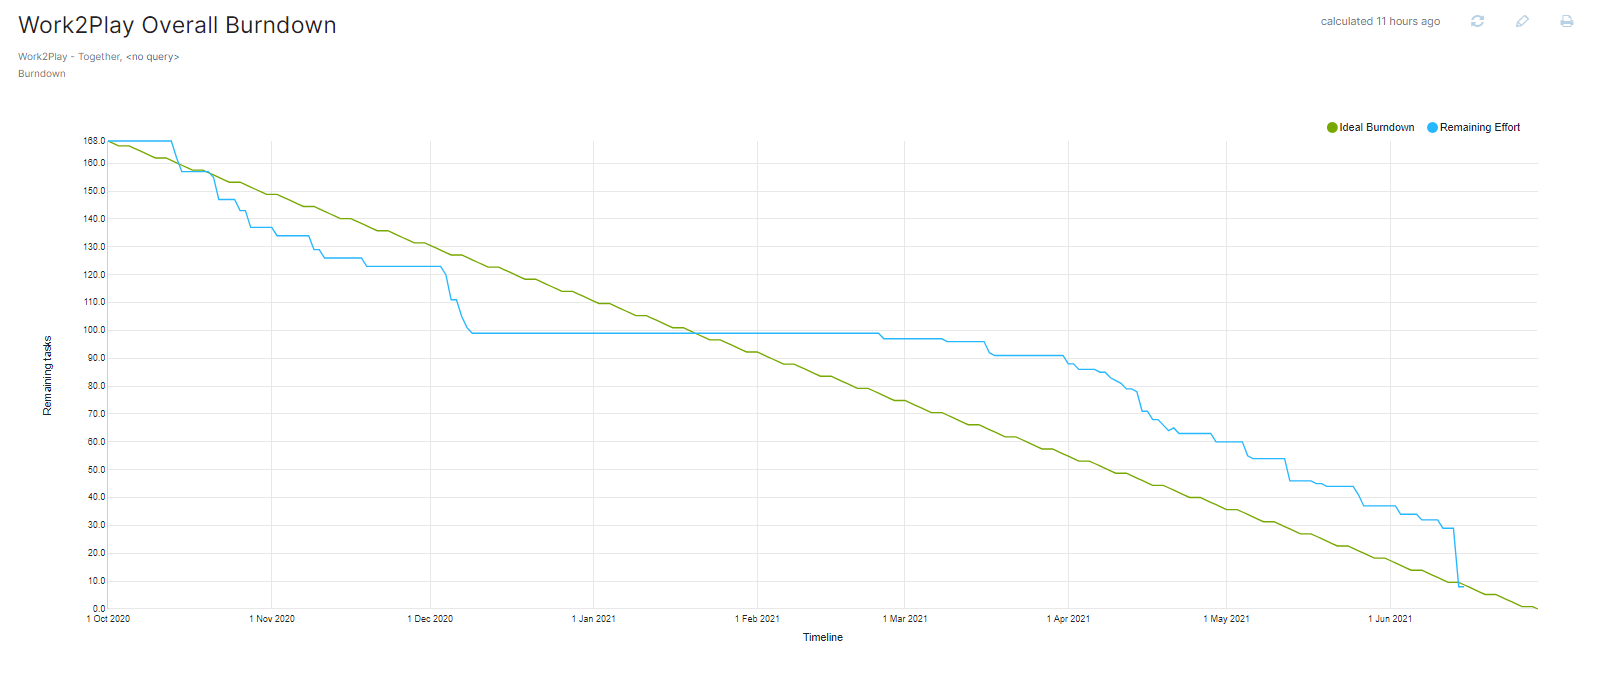 Work2Play Overall Burndown
calculated 11 hours ago
Work2Play - Together, <no query>
Burndown
Ideal Burndown Remaining Effort
168.0
160.0
150.0
140.0
130.0
120.0
110.0
100.0
90.0
80.0
70.0
60.0
50.0
40.0
30.0
20.0
10.0
0.0
Remaining tasks
1 Oct 2020 1 Nov 2020 1 Dec 2020 1 Jan 2021 1 Feb 2021 1 Mar 2021 1 Apr 2021 1 May 2021 1 Jun 2021
Timeline